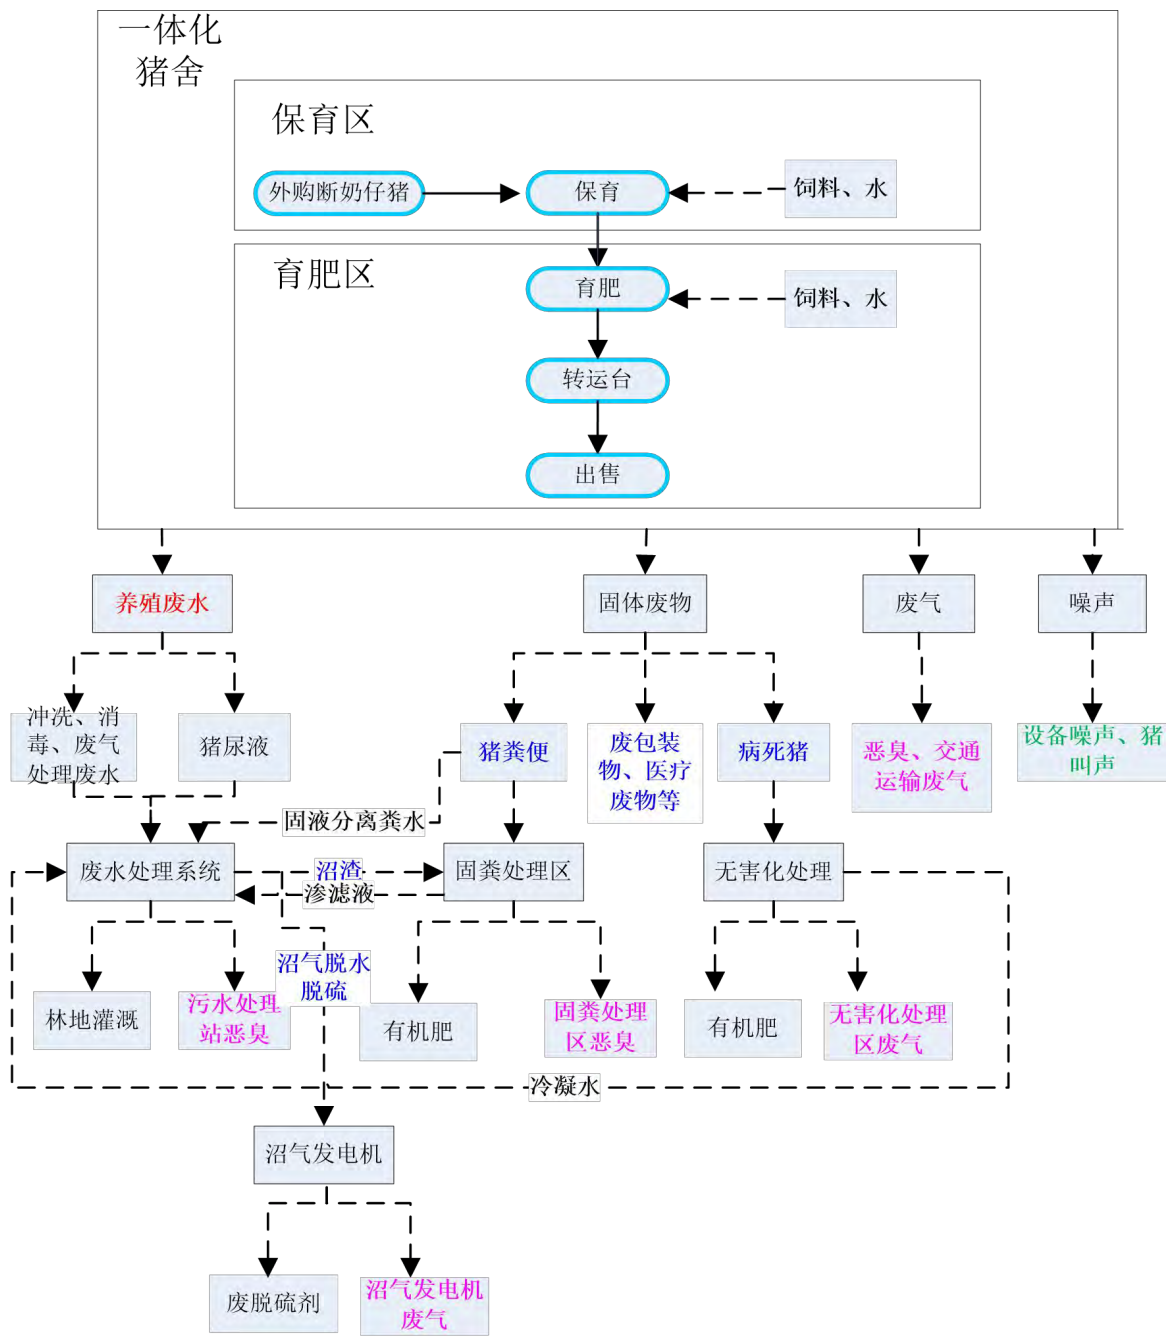 一体化
猪舍
保育区
外购断奶仔猪
保育
饲料、水
育肥区
育肥
饲料、水
转运台
出售
养殖废水
固体废物
废气
噪声
冲洗、消
毒、废气
处理废水
猪尿液
猪粪便
废包装
物、医疗
废物等
病死猪
恶臭、交通
运输废气
设备噪声、猪
叫声
固液分离粪水
废水处理系统
沼渣
渗滤液
固粪处理区
无害化处理
林地灌溉
污水处理
站恶臭
沼气脱水
脱硫
有机肥
固粪处理
区恶臭
有机肥
无害化处理
区废气
冷凝水
沼气发电机
废脱硫剂
沼气发电机
废气